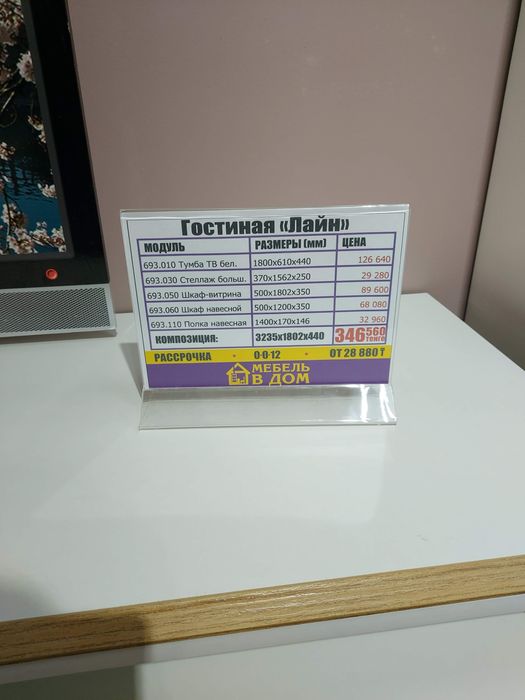 Гостиная «Лайн»
МОДУЛЬ РАЗМЕРЫ (мм) ЦЕНА
693.010 Тумба ТВ бел. 1800x610x440 126 640
693.030 Стеллаж больш. 370x1562x250 29 280
693.050 Шкаф-витрина 500x1802x350 89 600
693.060 Шкаф навесной 500x1200x350 68 080
693.110 Полка навесная 1400x170x146 32 960
КОМПОЗИЦИЯ: 3235x1802x440 346 560 тенге
РАССРОЧКА · 0-0-12 · ОТ 28 880 ₸
МЕБЕЛЬ
В ДОМ